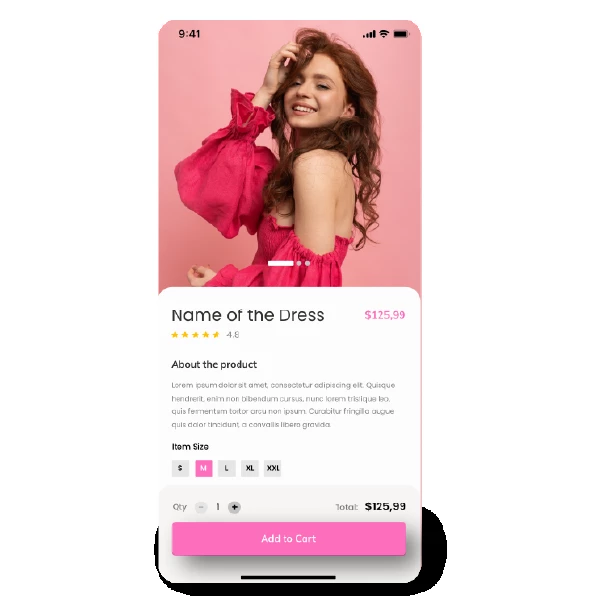 9:41
Name of the Dress $125,99
4.8
About the product
Lorem ipsum dolor sit amet, consectetur adipiscing elit. Quisque
hendrerit, enim non bibendum cursus, nunc lorem tristique leo,
quis fermentum tortor arcu non ipsum. Curabitur fringilla augue
quis dolor tincidunt, a convallis libero gravida.
Item Size
S M L XL XXL
Qty - 1 + Total: $125,99
Add to Cart